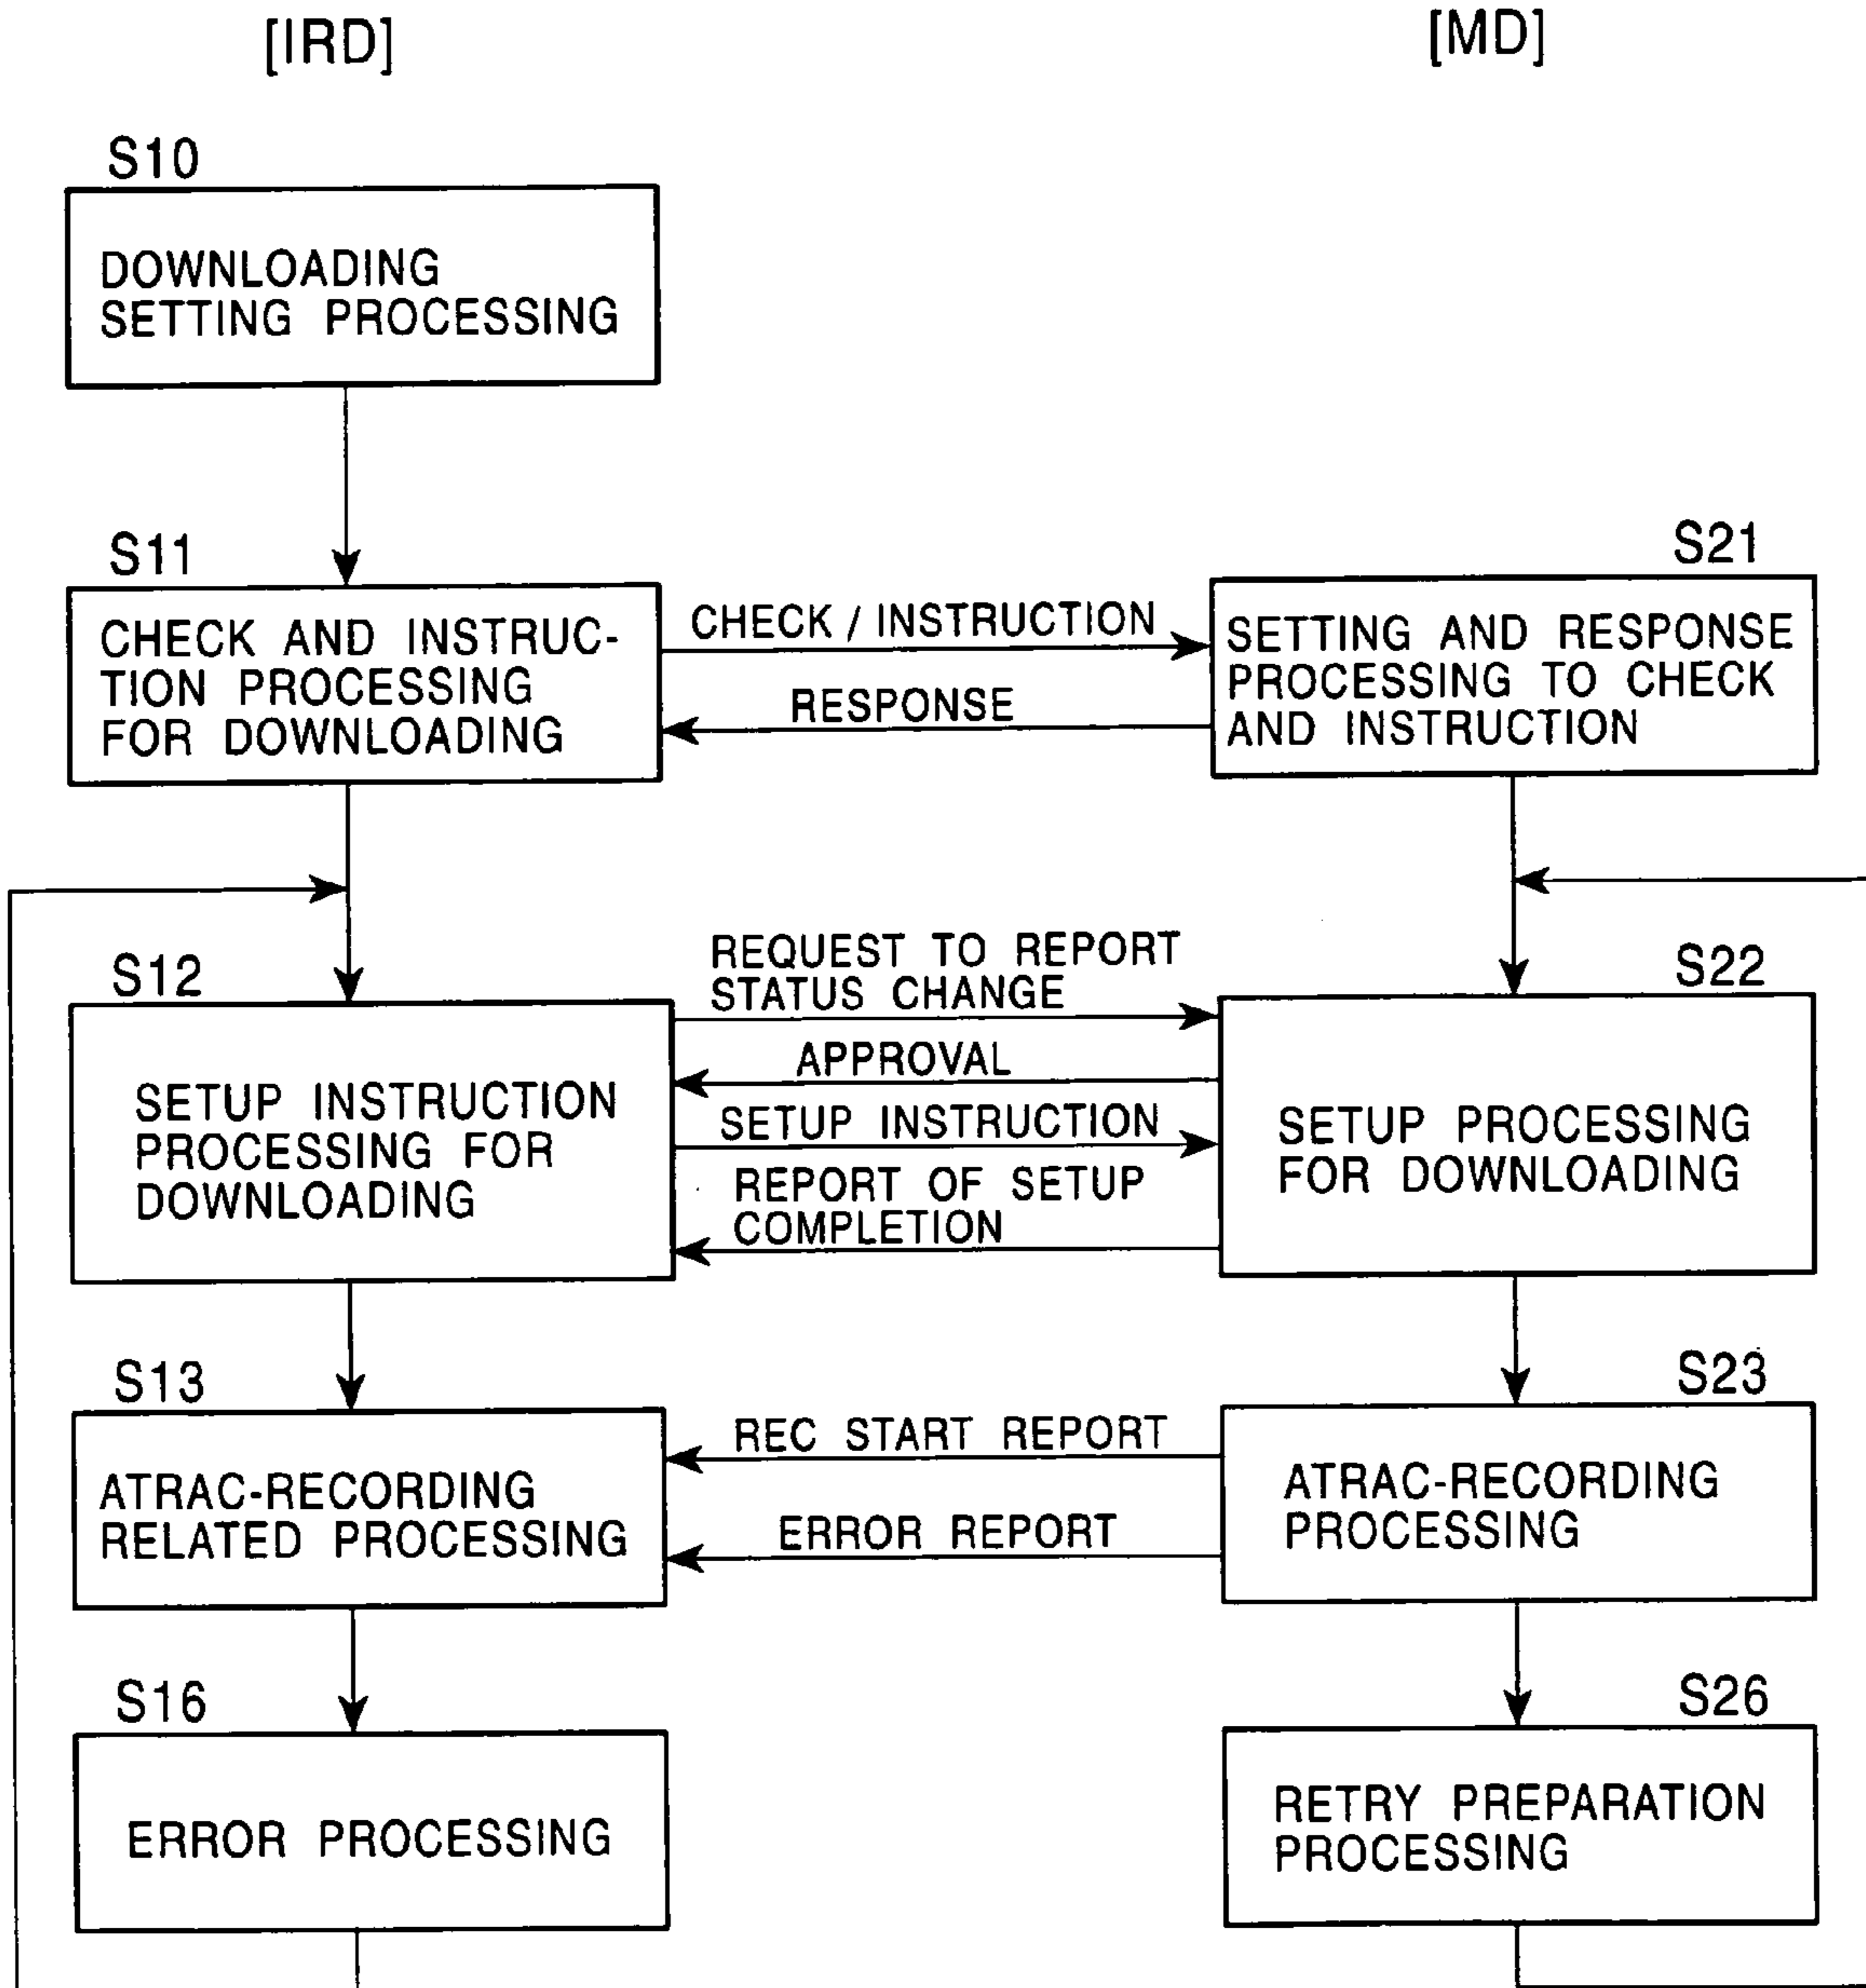 [IRD]
[MD]
S10
DOWNLOADING
SETTING PROCESSING
S11
CHECK AND INSTRUC-
TION PROCESSING
FOR DOWNLOADING
CHECK / INSTRUCTION
RESPONSE
S21
SETTING AND RESPONSE
PROCESSING TO CHECK
AND INSTRUCTION
S12
SETUP INSTRUCTION
PROCESSING FOR
DOWNLOADING
REQUEST TO REPORT
STATUS CHANGE
APPROVAL
SETUP INSTRUCTION
REPORT OF SETUP
COMPLETION
S22
SETUP PROCESSING
FOR DOWNLOADING
S13
ATRAC-RECORDING
RELATED PROCESSING
REC START REPORT
ERROR REPORT
S23
ATRAC-RECORDING
PROCESSING
S16
ERROR PROCESSING
S26
RETRY PREPARATION
PROCESSING